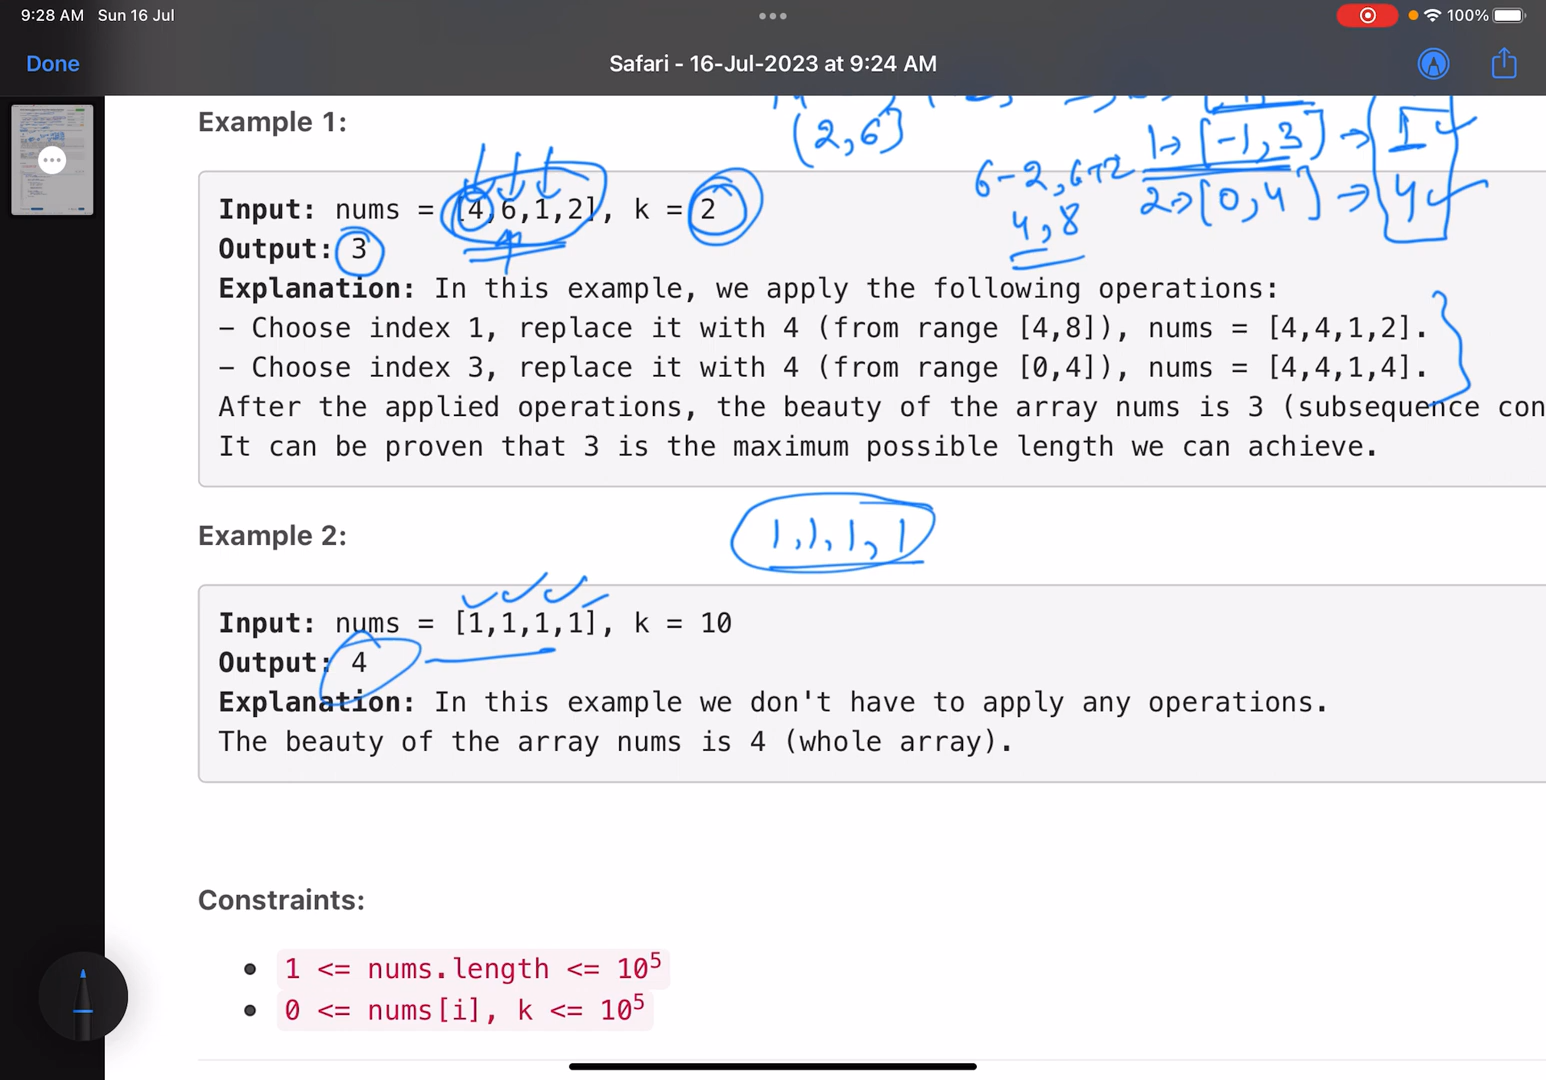 9:28 AM Sun 16 Jul
100%
Done
Safari - 16-Jul-2023 at 9:24 AM
Example 1:
(2,6)
1→[-1,3]→1
6-2,6+2
2→[0,4]→4
4,8
Input: nums = [4,6,1,2], k = 2
Output: 3
Explanation: In this example, we apply the following operations:
– Choose index 1, replace it with 4 (from range [4,8]), nums = [4,4,1,2].
– Choose index 3, replace it with 4 (from range [0,4]), nums = [4,4,1,4].
After the applied operations, the beauty of the array nums is 3 (subsequence con
It can be proven that 3 is the maximum possible length we can achieve.
Example 2:
1,1,1,1
Input: nums = [1,1,1,1], k = 10
Output: 4
Explanation: In this example we don't have to apply any operations.
The beauty of the array nums is 4 (whole array).
Constraints:
1 <= nums.length <= 10⁵
0 <= nums[i], k <= 10⁵